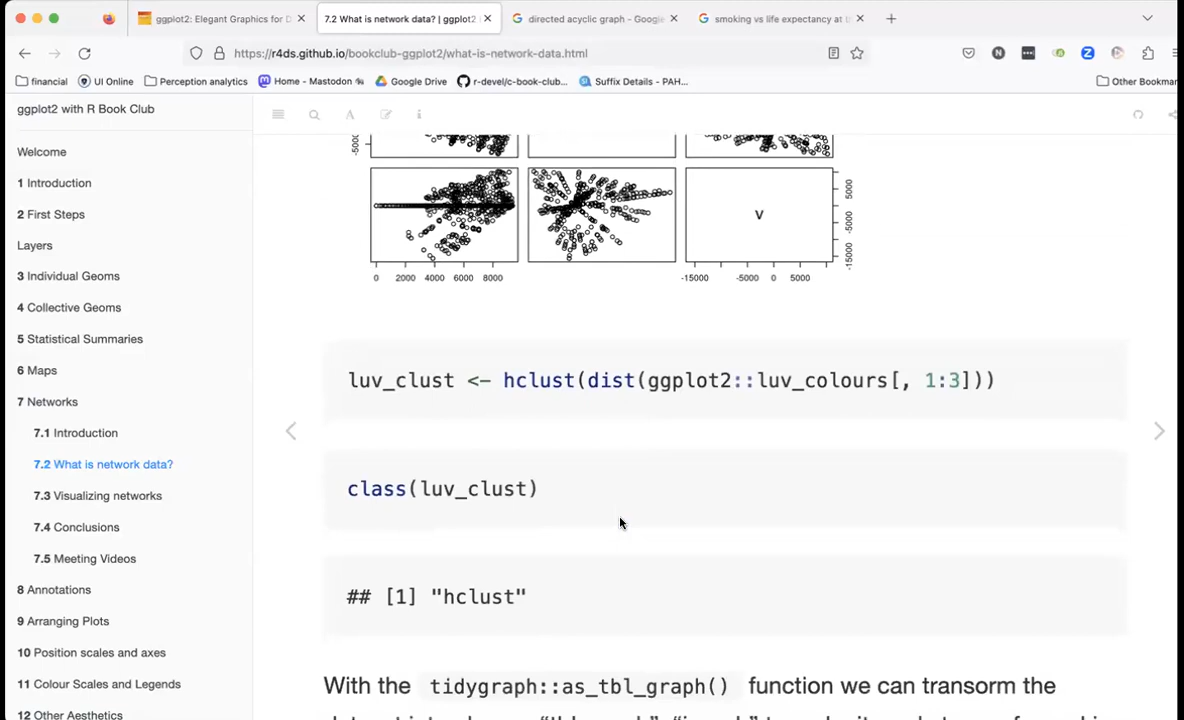 ggplot2: Elegant Graphics for D
7.2 What is network data? | ggplot2
directed acyclic graph - Google
smoking vs life expectancy at
https://r4ds.github.io/bookclub-ggplot2/what-is-network-data.html
financial
UI Online
Perception analytics
Home - Mastodon
Google Drive
r-devel/c-book-club...
Suffix Details - PAH...
Other Bookmar
ggplot2 with R Book Club
Welcome
1 Introduction
2 First Steps
Layers
3 Individual Geoms
4 Collective Geoms
5 Statistical Summaries
6 Maps
7 Networks
7.1 Introduction
7.2 What is network data?
7.3 Visualizing networks
7.4 Conclusions
7.5 Meeting Videos
8 Annotations
9 Arranging Plots
10 Position scales and axes
11 Colour Scales and Legends
12 Other Aesthetics
-5000
V
5000
-5000
-15000
0 2000 4000 6000 8000
-15000 -5000 0 5000
luv_clust <- hclust(dist(ggplot2::luv_colours[, 1:3]))
class(luv_clust)
## [1] "hclust"
With the tidygraph::as_tbl_graph() function we can transorm the